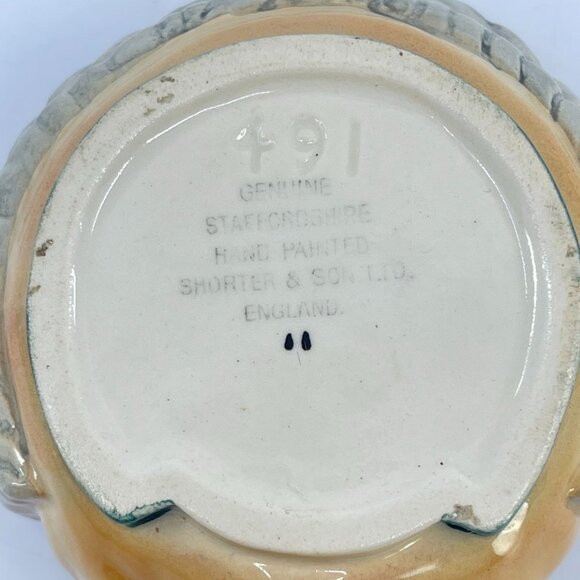 491
GENUINE
STAFFORDSHIRE
HAND PAINTED
SHORTER & SON LTD.
ENGLAND.